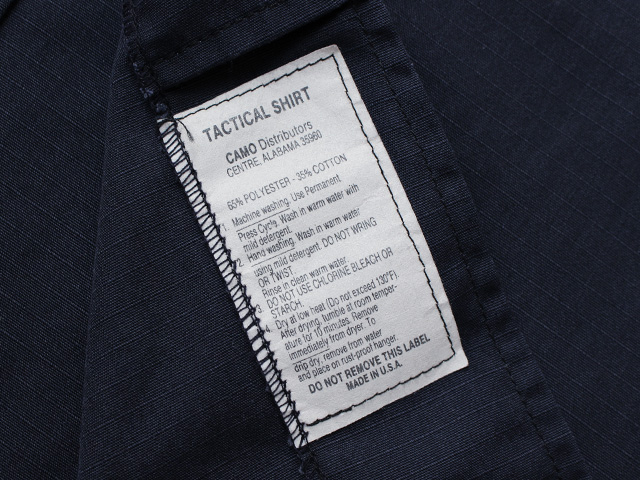 TACTICAL SHIRT
CAMO Distributors
CENTRE, ALABAMA 35960
65% POLYESTER - 35% COTTON
1. Machine washing. Use Permanent
Press Cycle. Wash in warm water with
mild detergent.
2. Hand washing. Wash in warm water
using mild detergent. DO NOT WRING
OR TWIST.
Rinse in clean warm water.
3. DO NOT USE CHLORINE BLEACH OR
STARCH.
4. Dry at low heat (Do not exceed 130°F).
After drying, tumble at room temper-
ature for 10 minutes. Remove
immediately from dryer. To
drip dry, remove from water
and place on rust-proof hanger.
DO NOT REMOVE THIS LABEL
MADE IN U.S.A.